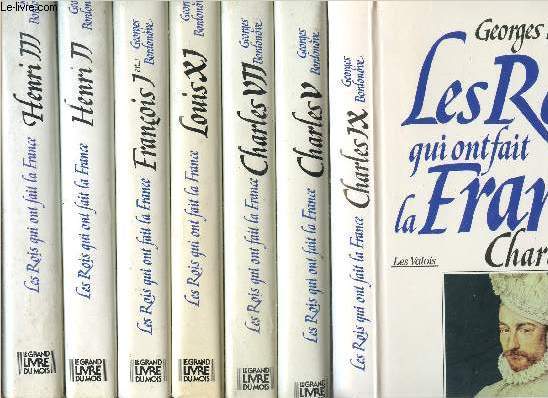 Le-livre.com
Les Rois qui ont fait la France Henri III Georges Bordonove
LE GRAND
LIVRE
DU MOIS
Les Rois qui ont fait la France Henri II Georges Bordonove
LE GRAND
LIVRE
DU MOIS
Les Rois qui ont fait la France François Ier Georges Bordonove
LE GRAND
LIVRE
DU MOIS
Les Rois qui ont fait la France Louis XI Georges Bordonove
LE GRAND
LIVRE
DU MOIS
Les Rois qui ont fait la France Charles VII Georges Bordonove
LE GRAND
LIVRE
DU MOIS
Les Rois qui ont fait la France Charles V Georges Bordonove
LE GRAND
LIVRE
DU MOIS
Les Rois qui ont fait la France Charles IX Georges Bordonove
Georges
Les Ro
qui ont fait
la Fran
Char
Les Valois